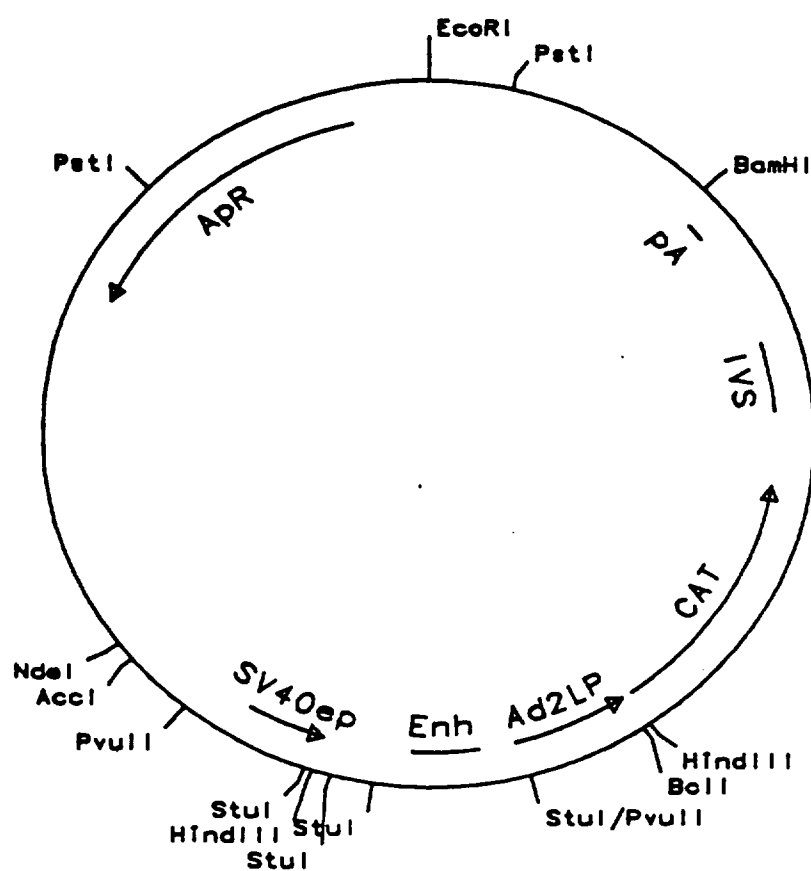 EcoRI
PstI
PstI
BamHI
ApR
pA
IVS
CAT
NdeI
AccI
SV40ep
Enh
Ad2LP
PvuII
HindIII
BclI
StuI
StuI/PvuII
HindIII
StuI
StuI